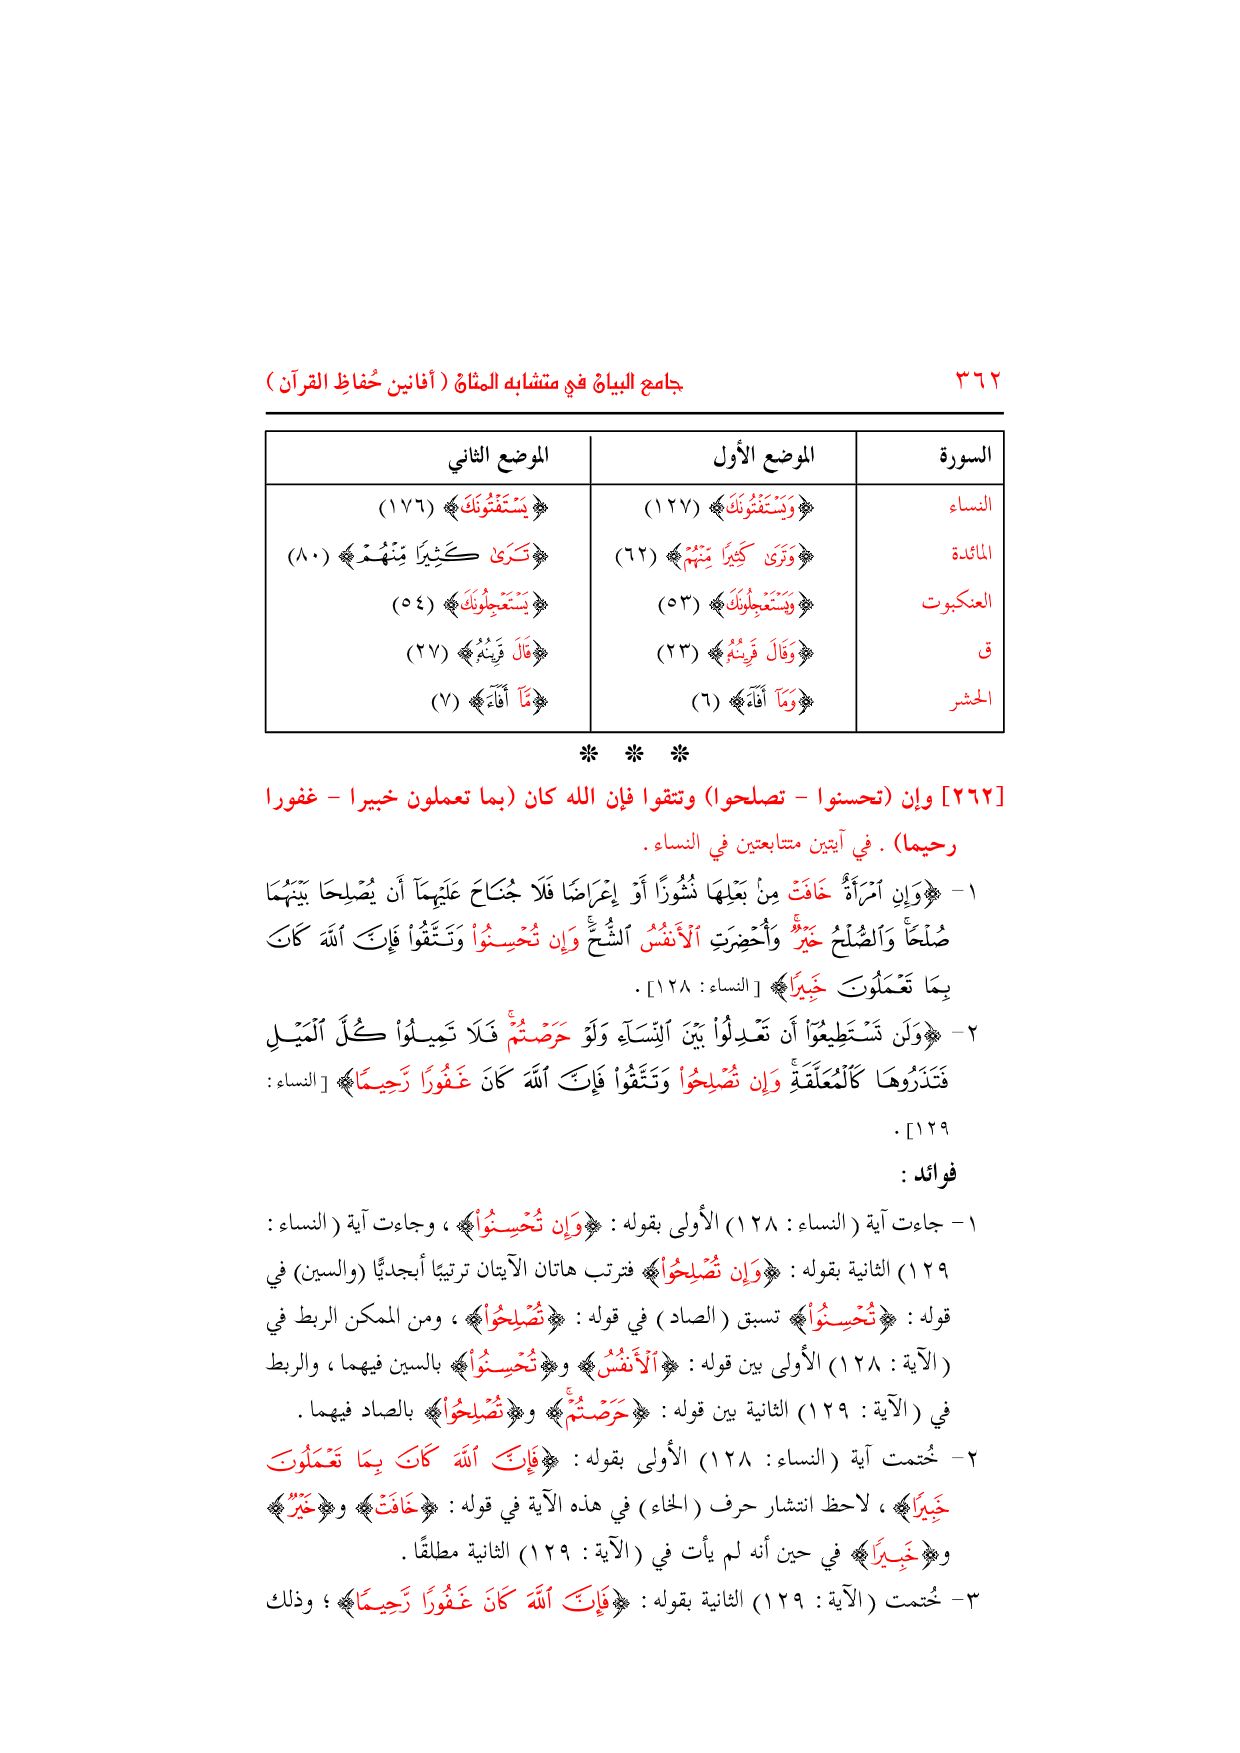 ٣٦٢ جامع البيان في متشابه المثان ( أفانين حُفاظِ القرآن )
السورة الموضع الأول الموضع الثاني
النساء ﴿وَيَسْتَفْتُونَكَ﴾ (١٢٧) ﴿يَسْتَفْتُونَكَ﴾ (١٧٦)
المائدة ﴿وَتَرَىٰ كَثِيرًا مِّنْهُمْ﴾ (٦٢) ﴿تَرَىٰ كَثِيرًا مِّنْهُمْ﴾ (٨٠)
العنكبوت ﴿وَيَسْتَعْجِلُونَكَ﴾ (٥٣) ﴿يَسْتَعْجِلُونَكَ﴾ (٥٤)
ق ﴿وَقَالَ قَرِينُهُۥ﴾ (٢٣) ﴿قَالَ قَرِينُهُۥ﴾ (٢٧)
الحشر ﴿وَمَآ أَفَآءَ﴾ (٦) ﴿مَّآ أَفَآءَ﴾ (٧)
❊ ❊ ❊
[٢٦٢] وإن (تحسنوا – تصلحوا) وتتقوا فإن الله كان (بما تعملون خبيرا – غفورا
رحيما) . في آيتين متتابعتين في النساء .
١– ﴿وَإِنِ ٱمْرَأَةٌ خَافَتْ مِنۢ بَعْلِهَا نُشُوزًا أَوْ إِعْرَاضًا فَلَا جُنَاحَ عَلَيْهِمَآ أَن يُصْلِحَا بَيْنَهُمَا
صُلْحًا ۚ وَٱلصُّلْحُ خَيْرٌ ۗ وَأُحْضِرَتِ ٱلْأَنفُسُ ٱلشُّحَّ ۚ وَإِن تُحْسِنُوا۟ وَتَتَّقُوا۟ فَإِنَّ ٱللَّهَ كَانَ
بِمَا تَعْمَلُونَ خَبِيرًا﴾ [النساء : ١٢٨] .
٢– ﴿وَلَن تَسْتَطِيعُوٓا۟ أَن تَعْدِلُوا۟ بَيْنَ ٱلنِّسَآءِ وَلَوْ حَرَصْتُمْ ۖ فَلَا تَمِيلُوا۟ كُلَّ ٱلْمَيْلِ
فَتَذَرُوهَا كَٱلْمُعَلَّقَةِ ۚ وَإِن تُصْلِحُوا۟ وَتَتَّقُوا۟ فَإِنَّ ٱللَّهَ كَانَ غَفُورًا رَّحِيمًا﴾ [النساء :
١٢٩] .
فوائد :
١– جاءت آية (النساء : ١٢٨) الأولى بقوله : ﴿وَإِن تُحْسِنُوا۟﴾ ، وجاءت آية (النساء :
١٢٩) الثانية بقوله : ﴿وَإِن تُصْلِحُوا۟﴾ فترتب هاتان الآيتان ترتيبًا أبجديًّا (والسين) في
قوله : ﴿تُحْسِنُوا۟﴾ تسبق (الصاد) في قوله : ﴿تُصْلِحُوا۟﴾ ، ومن الممكن الربط في
(الآية : ١٢٨) الأولى بين قوله : ﴿ٱلْأَنفُسُ﴾ و﴿تُحْسِنُوا۟﴾ بالسين فيهما ، والربط
في (الآية : ١٢٩) الثانية بين قوله : ﴿حَرَصْتُمْ ۖ﴾ و﴿تُصْلِحُوا۟﴾ بالصاد فيهما .
٢– خُتمت آية (النساء : ١٢٨) الأولى بقوله : ﴿فَإِنَّ ٱللَّهَ كَانَ بِمَا تَعْمَلُونَ
خَبِيرًا﴾ ، لاحظ انتشار حرف (الخاء) في هذه الآية في قوله : ﴿خَافَتْ﴾ و﴿خَيْرٌ﴾
و﴿خَبِيرًا﴾ في حين أنه لم يأت في (الآية : ١٢٩) الثانية مطلقًا .
٣– خُتمت (الآية : ١٢٩) الثانية بقوله : ﴿فَإِنَّ ٱللَّهَ كَانَ غَفُورًا رَّحِيمًا﴾ ؛ وذلك